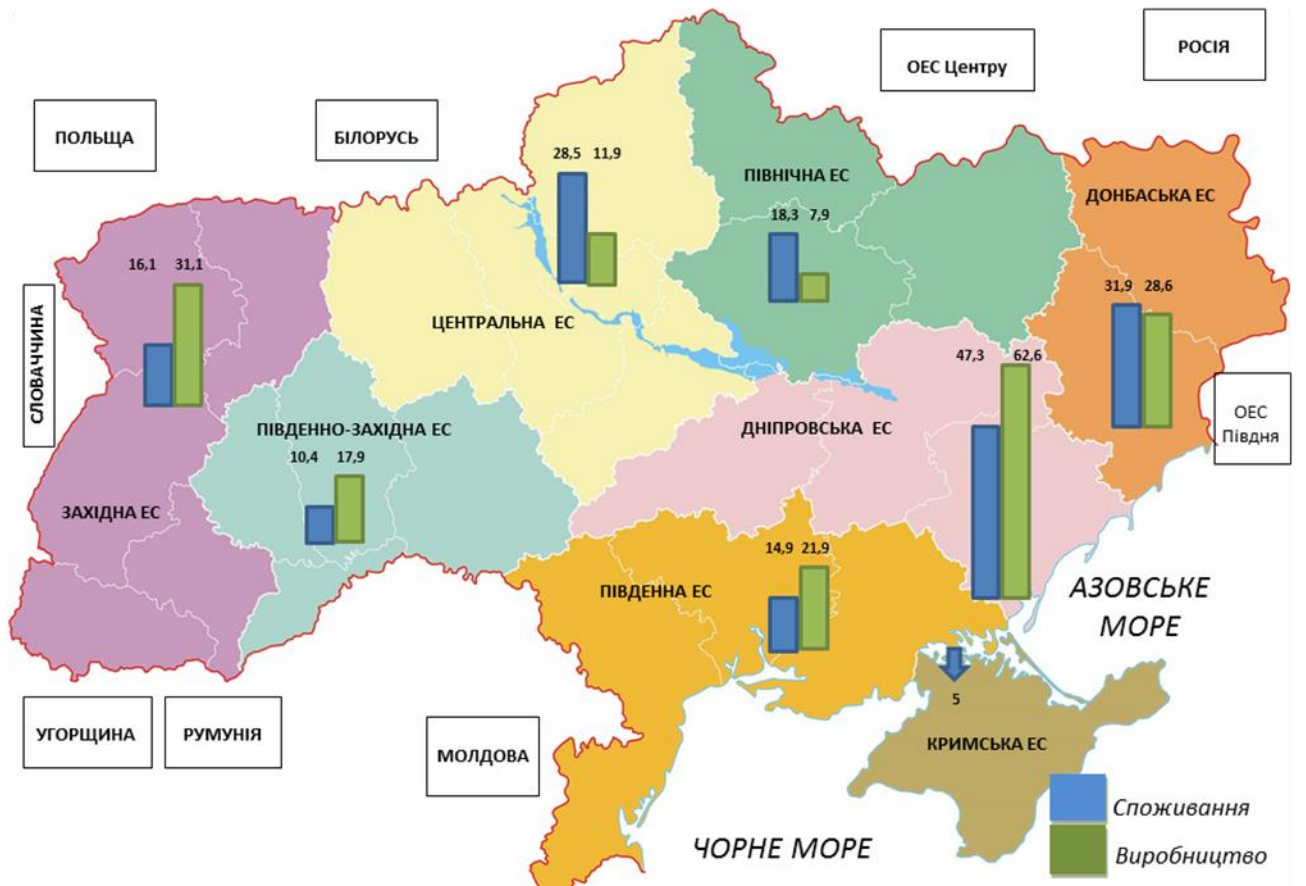 РОСІЯ
ОЕС Центру
ПОЛЬЩА
БІЛОРУСЬ
28,5 11,9
ПІВНІЧНА ЕС
18,3 7,9
ДОНБАСЬКА ЕС
16,1 31,1
31,9 28,6
СЛОВАЧЧИНА
ЦЕНТРАЛЬНА ЕС
47,3 62,6
ОЕС
Півдня
ПІВДЕННО-ЗАХІДНА ЕС
10,4 17,9
ДНІПРОВСЬКА ЕС
ЗАХІДНА ЕС
14,9 21,9
ПІВДЕННА ЕС
АЗОВСЬКЕ
МОРЕ
5
УГОРЩИНА
РУМУНІЯ
МОЛДОВА
КРИМСЬКА ЕС
Споживання
ЧОРНЕ МОРЕ
Виробництво